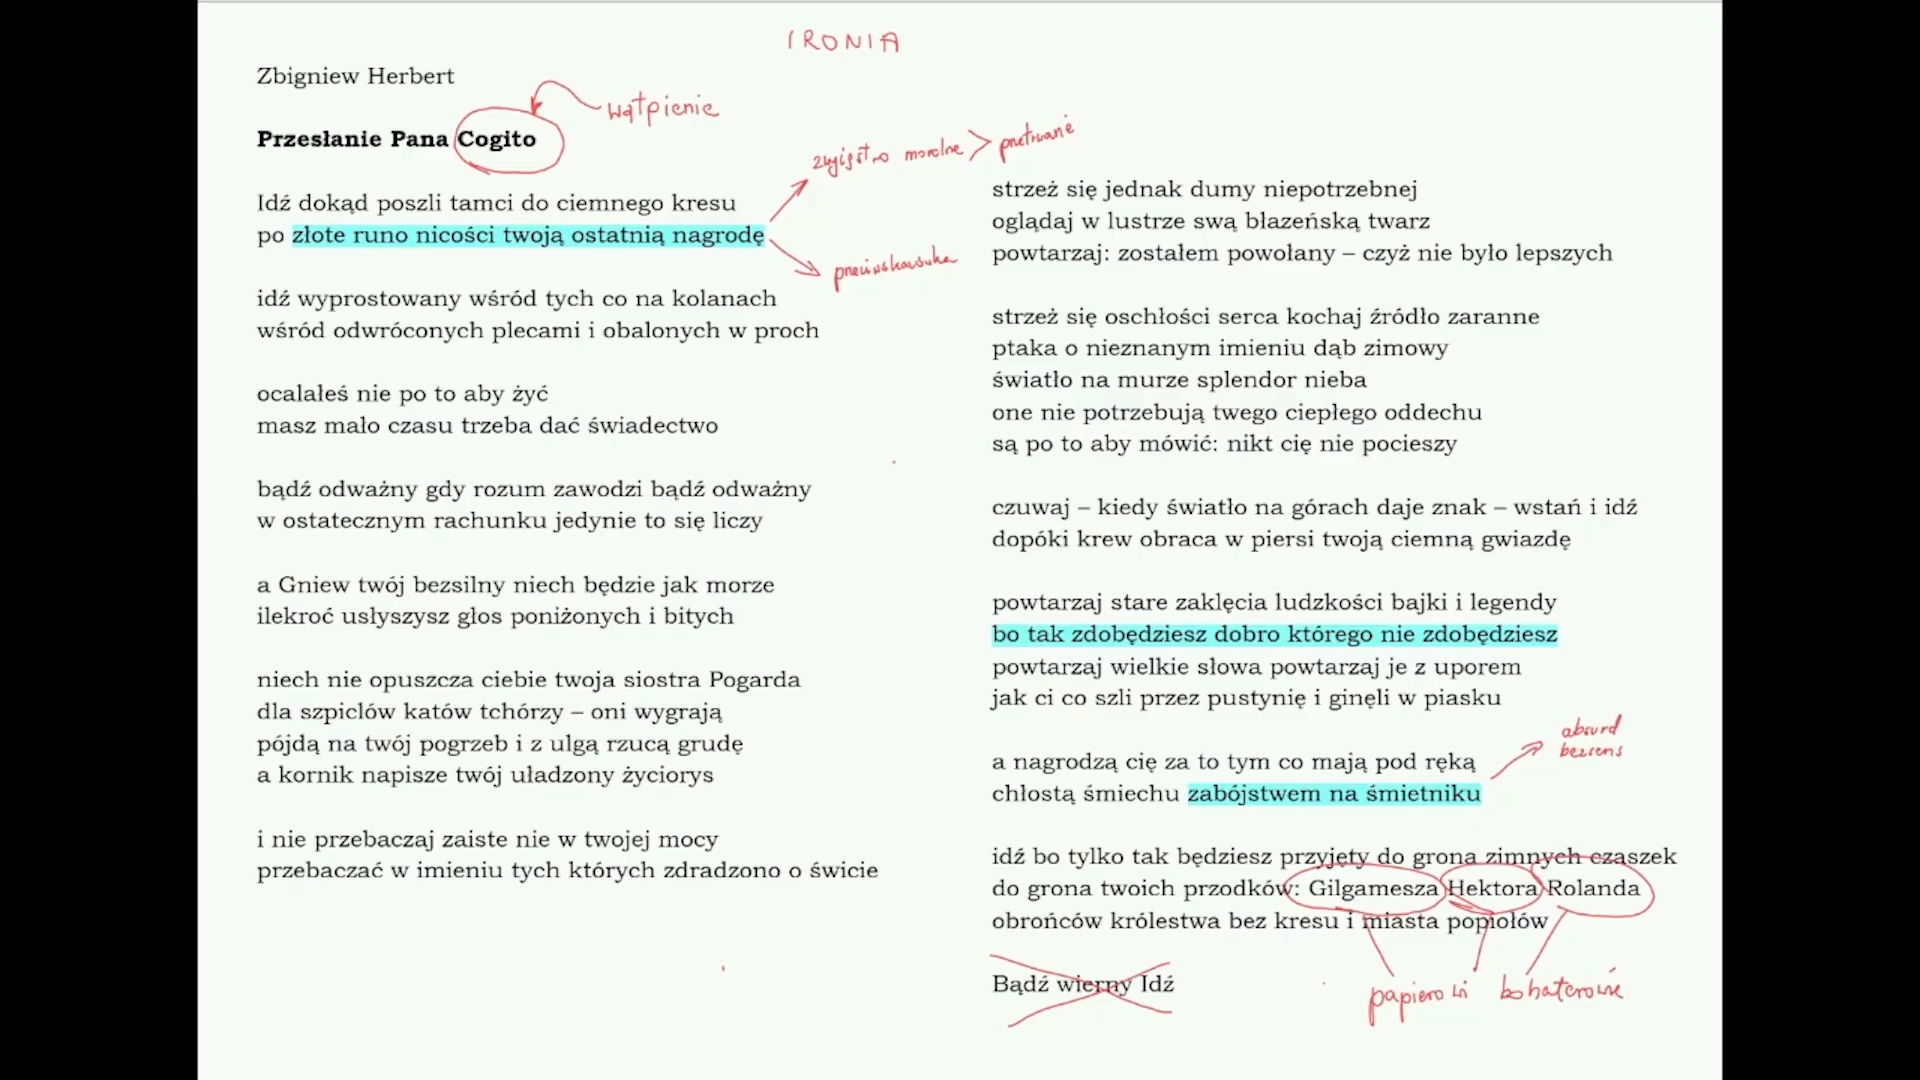 IRONIA
Zbigniew Herbert
wątpienie
Przesłanie Pana Cogito
zwycięstwo moralne > przetrwanie
Idź dokąd poszli tamci do ciemnego kresu
po złote runo nicości twoją ostatnią nagrodę
idź wyprostowany wśród tych co na kolanach
wśród odwróconych plecami i obalonych w proch
ocalałeś nie po to aby żyć
masz mało czasu trzeba dać świadectwo
bądź odważny gdy rozum zawodzi bądź odważny
w ostatecznym rachunku jedynie to się liczy
a Gniew twój bezsilny niech będzie jak morze
ilekroć usłyszysz głos poniżonych i bitych
niech nie opuszcza ciebie twoja siostra Pogarda
dla szpiclów katów tchórzy – oni wygrają
pójdą na twój pogrzeb i z ulgą rzucą grudę
a kornik napisze twój uładzony życiorys
i nie przebaczaj zaiste nie w twojej mocy
przebaczać w imieniu tych których zdradzono o świcie
strzeż się jednak dumy niepotrzebnej
oglądaj w lustrze swą błazeńską twarz
powtarzaj: zostałem powołany – czyż nie było lepszych
strzeż się oschłości serca kochaj źródło zaranne
ptaka o nieznanym imieniu dąb zimowy
światło na murze splendor nieba
one nie potrzebują twego ciepłego oddechu
są po to aby mówić: nikt cię nie pocieszy
czuwaj – kiedy światło na górach daje znak – wstań i idź
dopóki krew obraca w piersi twoją ciemną gwiazdę
powtarzaj stare zaklęcia ludzkości bajki i legendy
bo tak zdobędziesz dobro którego nie zdobędziesz
powtarzaj wielkie słowa powtarzaj je z uporem
jak ci co szli przez pustynię i ginęli w piasku
absurd
bezsens
a nagrodzą cię za to tym co mają pod ręką
chłostą śmiechu zabójstwem na śmietniku
idź bo tylko tak będziesz przyjęty do grona zimnych czaszek
do grona twoich przodków: Gilgamesza Hektora Rolanda
obrońców królestwa bez kresu i miasta popiołów
Bądź wierny Idź
papierowi bohaterowie